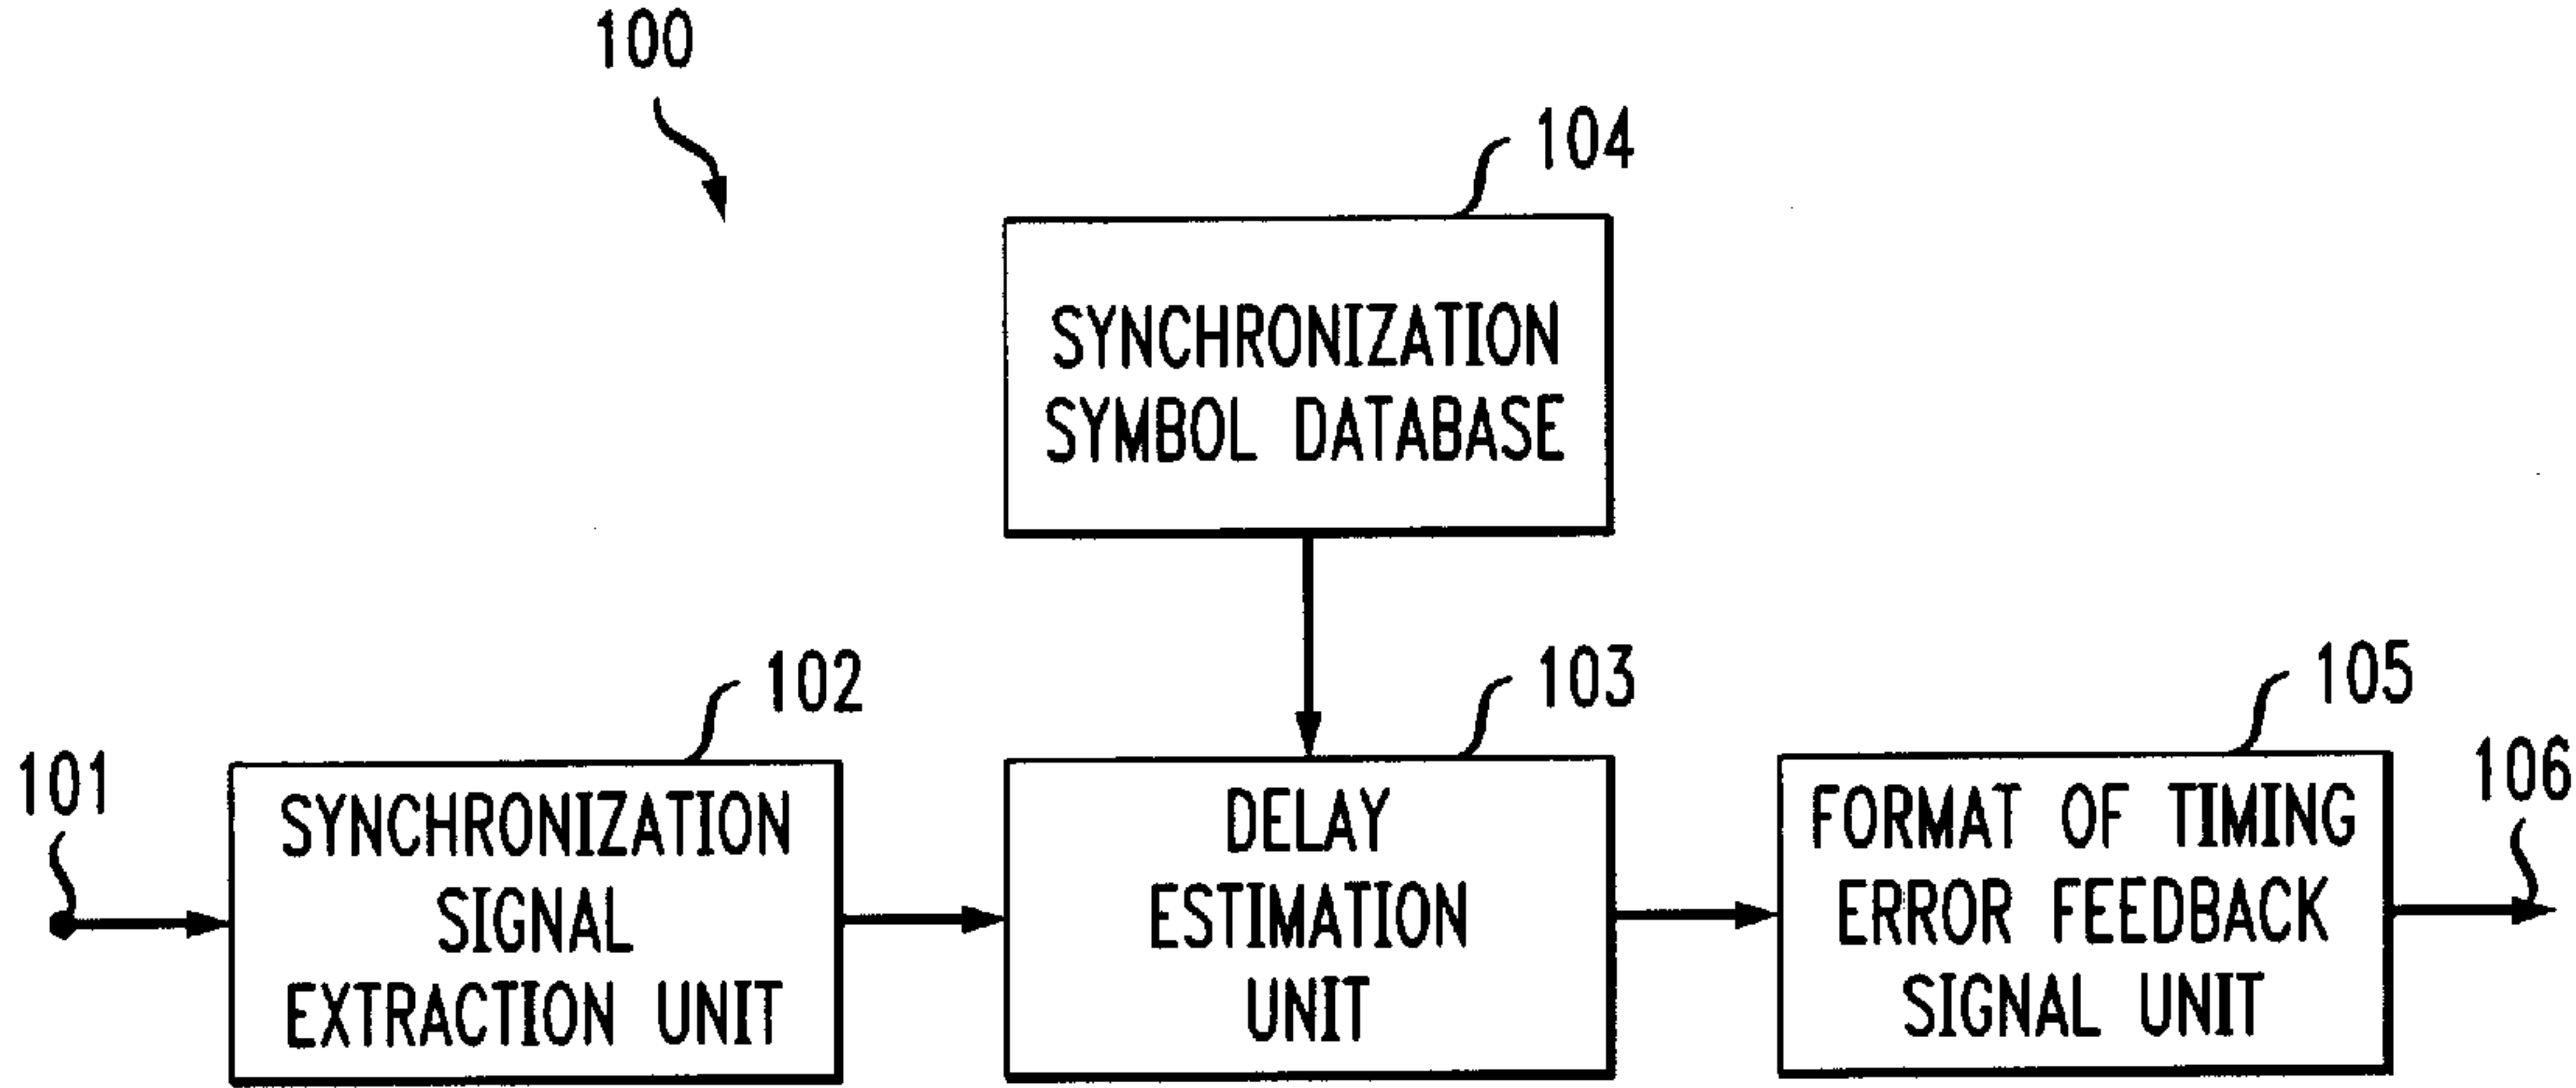 100
104
SYNCHRONIZATION
SYMBOL DATABASE
102
103
105
101
106
SYNCHRONIZATION
SIGNAL
EXTRACTION UNIT
DELAY
ESTIMATION
UNIT
FORMAT OF TIMING
ERROR FEEDBACK
SIGNAL UNIT